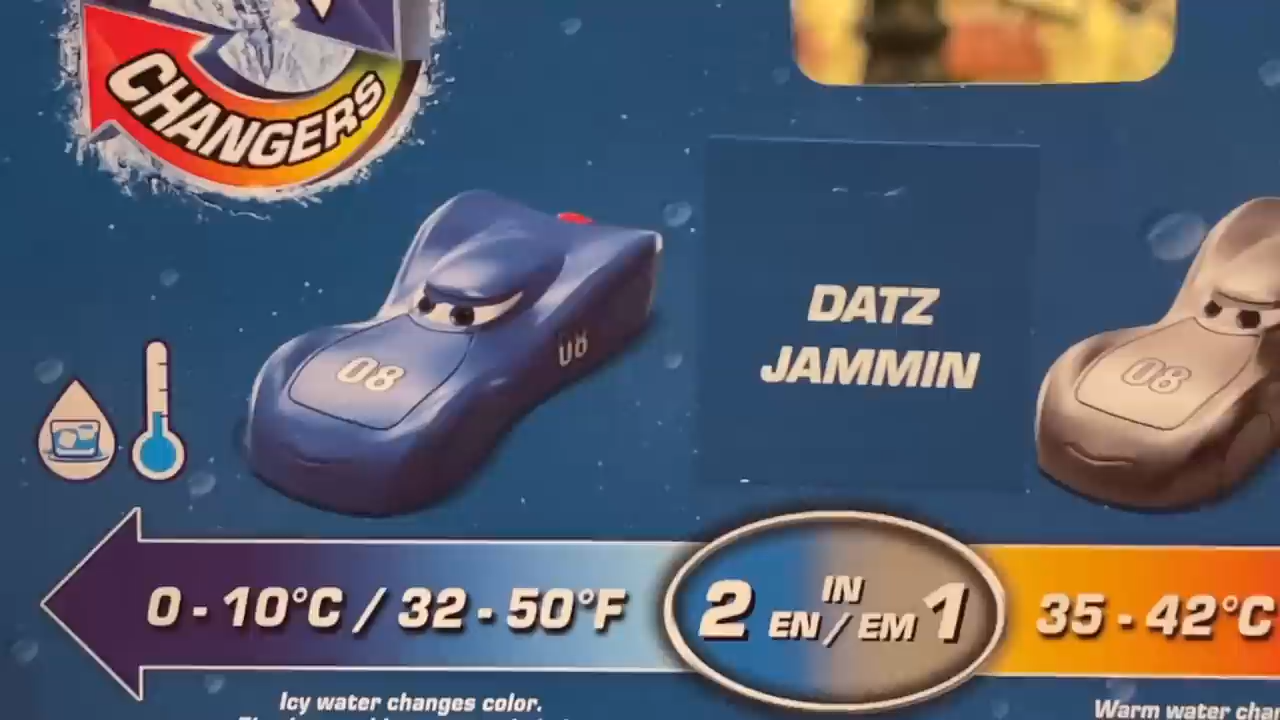 CHANGERS
08
08
DATZ
JAMMIN
08
0 - 10°C / 32 - 50°F
2 IN 1
EN / EM
35 - 42°C
Icy water changes color.
Warm water